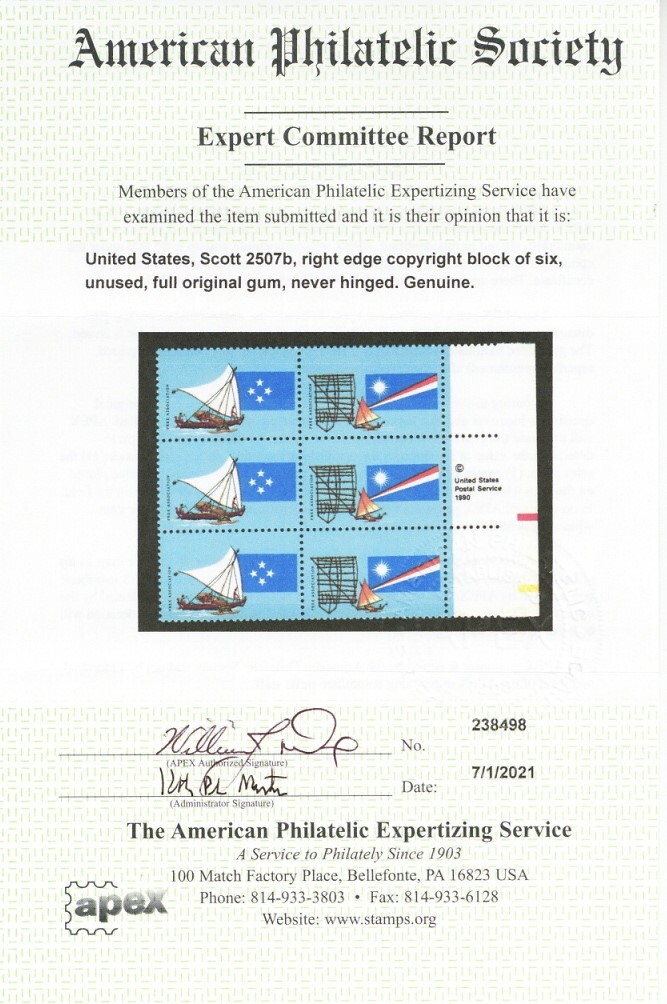 American Philatelic Society
Expert Committee Report
Members of the American Philatelic Expertizing Service have
examined the item submitted and it is their opinion that it is:
United States, Scott 2507b, right edge copyright block of six,
unused, full original gum, never hinged. Genuine.
©
United States
Postal Service
1990
238498
No.
(APEX Authorized Signature)
7/1/2021
Date:
(Administrator Signature)
The American Philatelic Expertizing Service
A Service to Philately Since 1903
100 Match Factory Place, Bellefonte, PA 16823 USA
Phone: 814-933-3803 • Fax: 814-933-6128
Website: www.stamps.org
apex